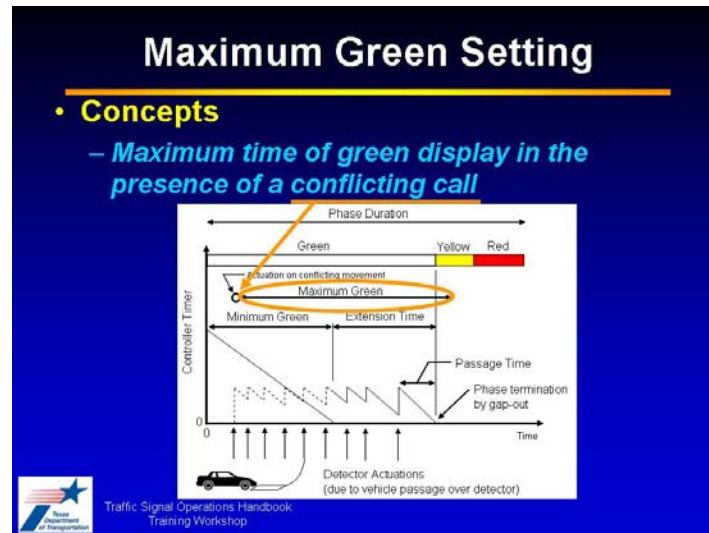 Maximum Green Setting
• Concepts
– Maximum time of green display in the
presence of a conflicting call
Phase Duration
Green Yellow Red
Actuation on conflicting movement
Maximum Green
Minimum Green Extension Time
Controller Timer
Passage Time
Phase termination
by gap-out
0
0
Time
Detector Actuations
(due to vehicle passage over detector)
Texas
Department
of Transportation
Traffic Signal Operations Handbook
Training Workshop